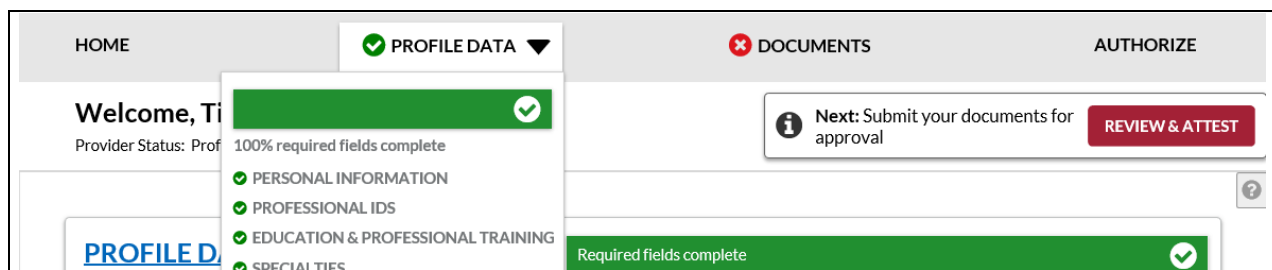 HOME
PROFILE DATA
DOCUMENTS
AUTHORIZE
Welcome, Ti
Provider Status: Prof
100% required fields complete
PERSONAL INFORMATION
PROFESSIONAL IDS
EDUCATION & PROFESSIONAL TRAINING
SPECIALTIES
Next: Submit your documents for
approval
REVIEW & ATTEST
?
PROFILE DA
Required fields complete